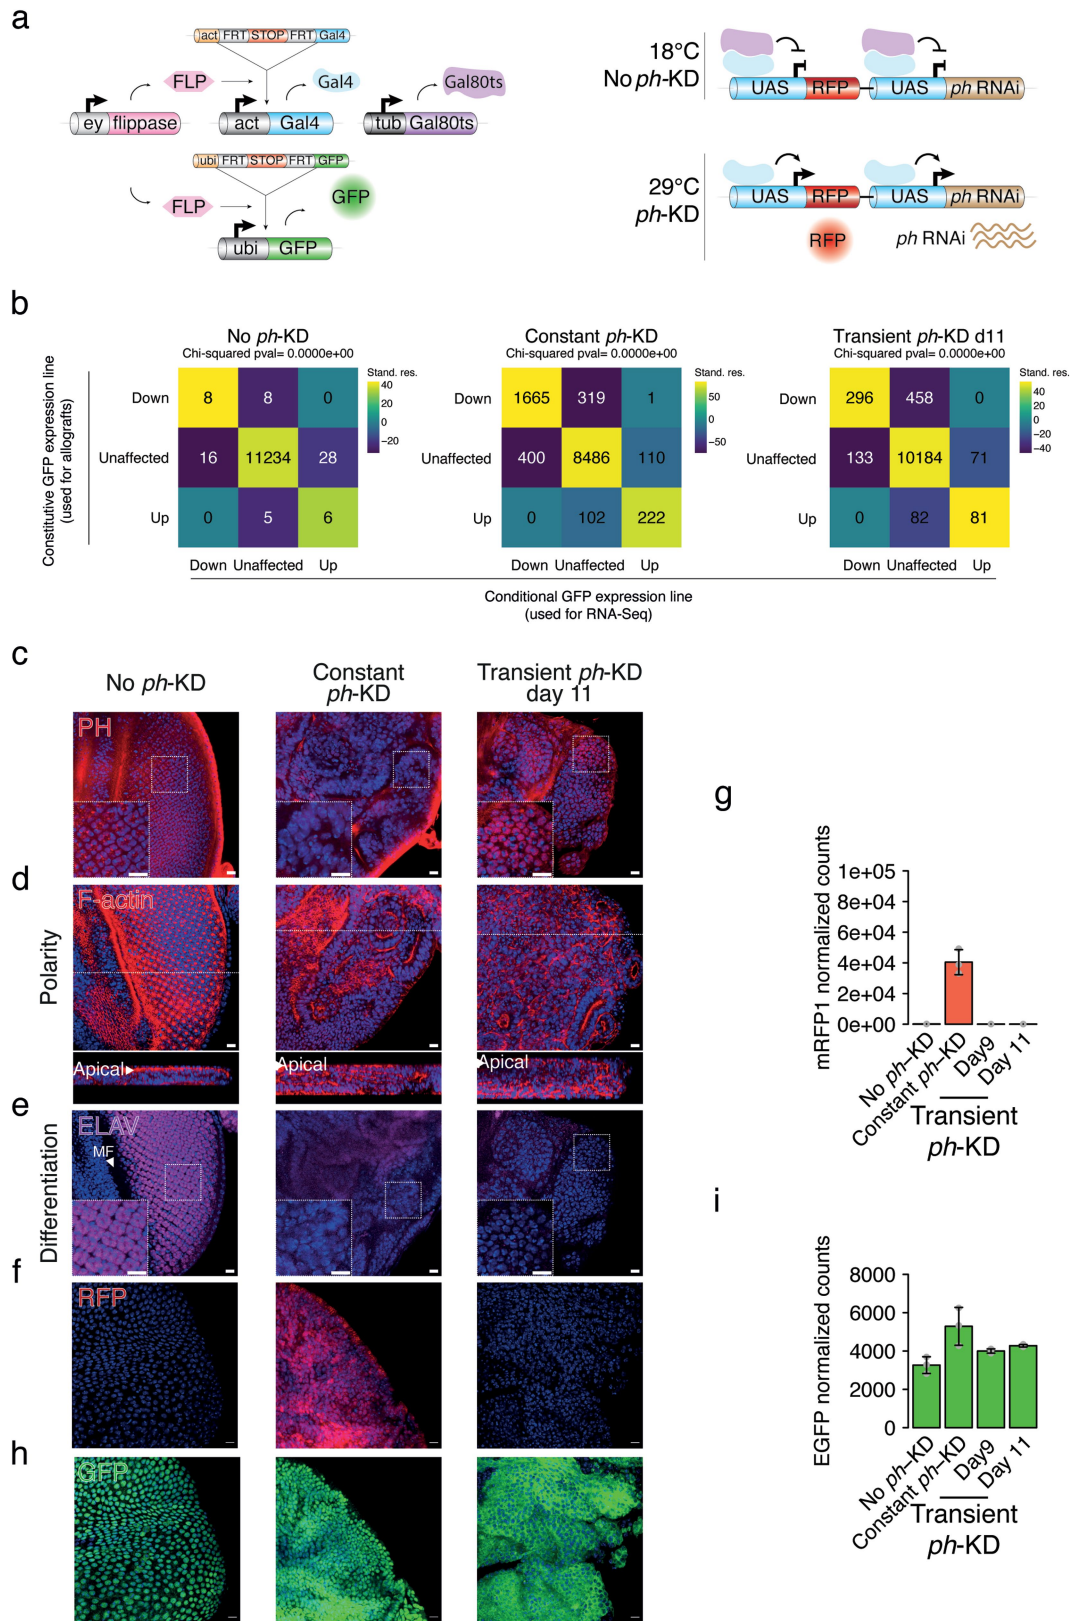 a
act FRT STOP FRT Gal4
FLP
Gal4
Gal80ts
ey flippase
act Gal4
tub Gal80ts
ubi FRT STOP FRT GFP
FLP
GFP
ubi GFP
18°C
No ph-KD
UAS RFP UAS ph RNAi
29°C
ph-KD
UAS RFP UAS ph RNAi
RFP
ph RNAi
b
No ph-KD
Chi-squared pval= 0.0000e+00
Constant ph-KD
Chi-squared pval= 0.0000e+00
Transient ph-KD d11
Chi-squared pval= 0.0000e+00
Constitutive GFP expression line
(used for allograts)
Down 8 8 0
Unaffected 16 11234 28
Up 0 5 6
Down Unaffected Up
Stand. res.
40
20
0
−20
Down 1665 319 1
Unaffected 400 8486 110
Up 0 102 222
Down Unaffected Up
Stand. res.
50
0
−50
Down 296 458 0
Unaffected 133 10184 71
Up 0 82 81
Down Unaffected Up
Stand. res.
40
20
0
−20
−40
Conditional GFP expression line
(used for RNA-Seq)
c
No ph-KD
Constant
ph-KD
Transient ph-KD
day 11
PH
d
Polarity
F-actin
Apical
Apical
Apical
e
Differentiation
ELAV
MF
f
RFP
h
GFP
g
mRFP1 normalized counts
1e+05
8e+04
6e+04
4e+04
2e+04
0e+00
No ph-KD
Constant ph-KD
Day9
Day 11
Transient
ph-KD
i
EGFP normalized counts
8000
6000
4000
2000
0
No ph-KD
Constant ph-KD
Day9
Day 11
Transient
ph-KD